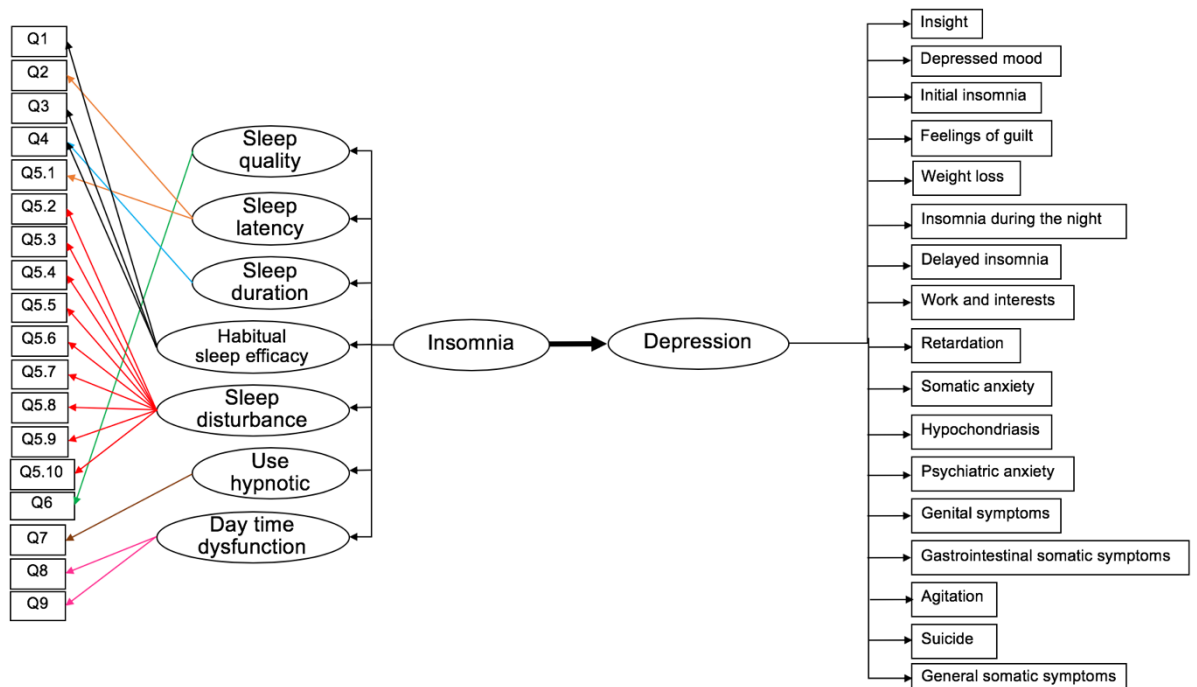 Q1
Q2
Q3
Q4
Q5.1
Q5.2
Q5.3
Q5.4
Q5.5
Q5.6
Q5.7
Q5.8
Q5.9
Q5.10
Q6
Q7
Q8
Q9
Sleep
quality
Sleep
latency
Sleep
duration
Habitual
sleep efficacy
Sleep
disturbance
Use
hypnotic
Day time
dysfunction
Insomnia
Depression
Insight
Depressed mood
Initial insomnia
Feelings of guilt
Weight loss
Insomnia during the night
Delayed insomnia
Work and interests
Retardation
Somatic anxiety
Hypochondriasis
Psychiatric anxiety
Genital symptoms
Gastrointestinal somatic symptoms
Agitation
Suicide
General somatic symptoms